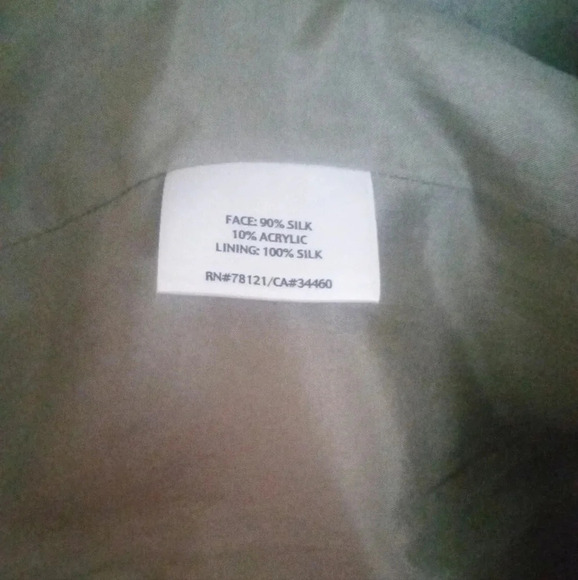 FACE: 90% SILK
10% ACRYLIC
LINING: 100% SILK
RN#78121/CA#34460